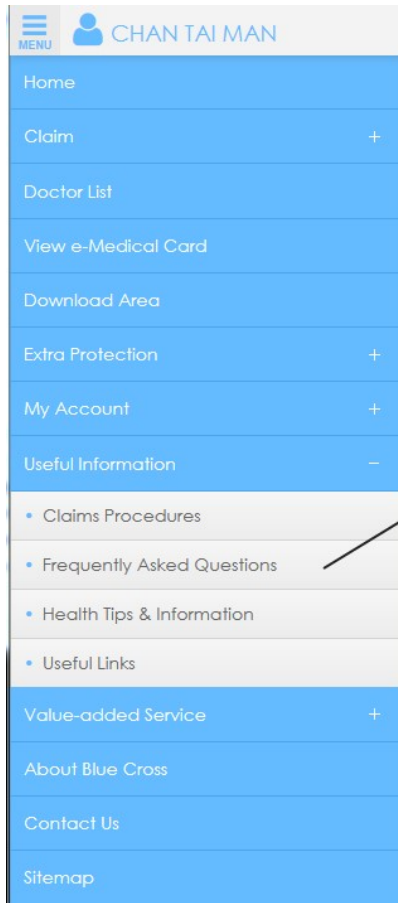 MENU CHAN TAI MAN
Home
Claim +
Doctor List
View e-Medical Card
Download Area
Extra Protection +
My Account +
Useful Information −
• Claims Procedures
• Frequently Asked Questions
• Health Tips & Information
• Useful Links
Value-added Service +
About Blue Cross
Contact Us
Sitemap